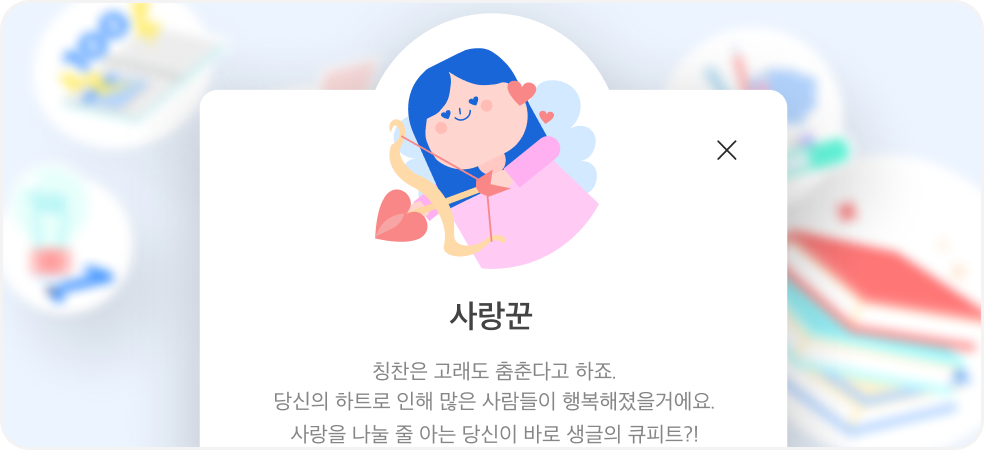 100
사랑꾼
칭찬은 고래도 춤춘다고 하죠.
당신의 하트로 인해 많은 사람들이 행복해졌을거에요.
사랑을 나눌 줄 아는 당신이 바로 생글의 큐피트?!